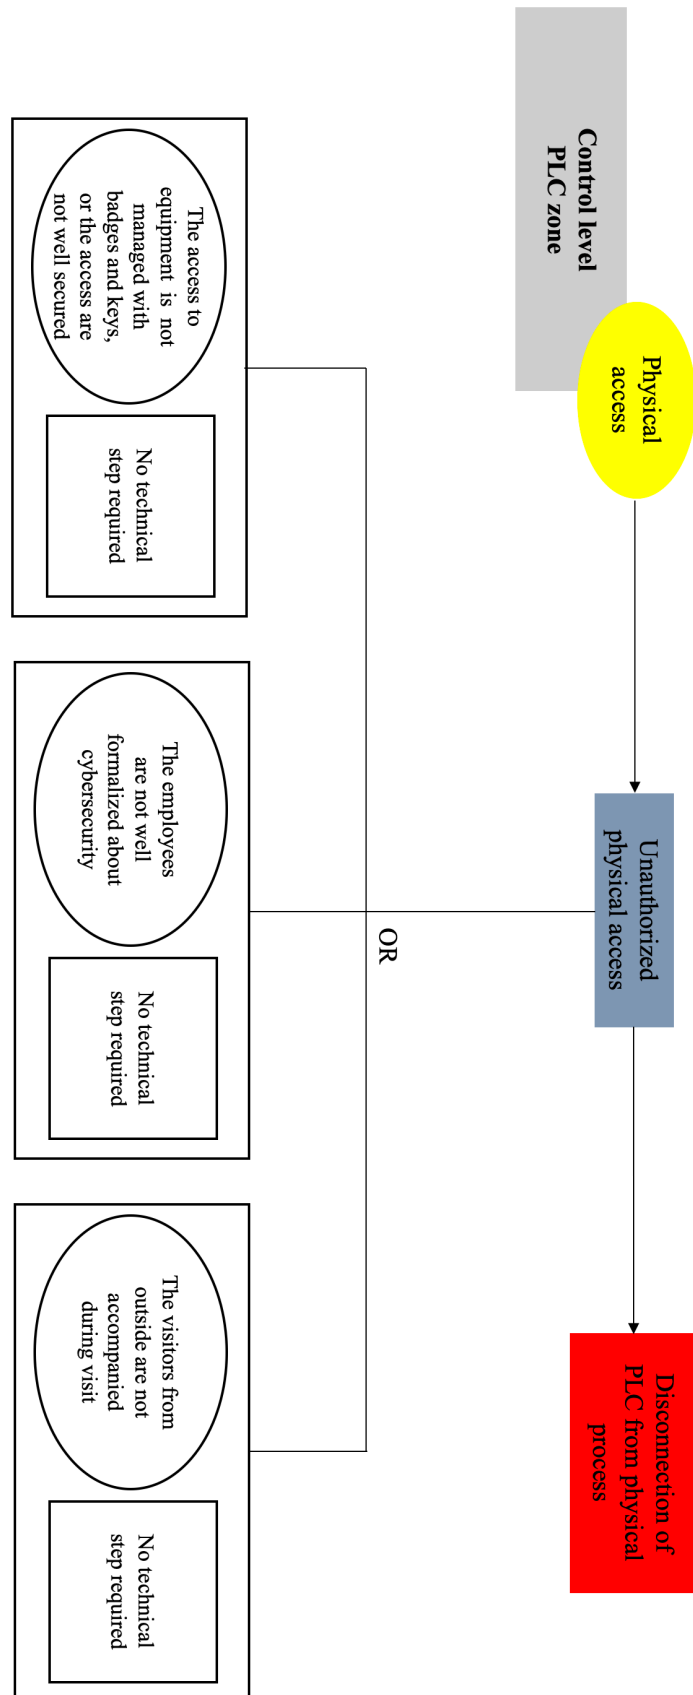 Control level
PLC zone
Physical
access
Unauthorized
physical access
Disconnection of
PLC from physical
process
OR
The access to
equipment is not
managed with
badges and keys,
or the access are
not well secured
No technical
step required
The employees
are not well
formalized about
cybersecurity
No technical
step required
The visitors from
outside are not
accompanied
during visit
No technical
step required